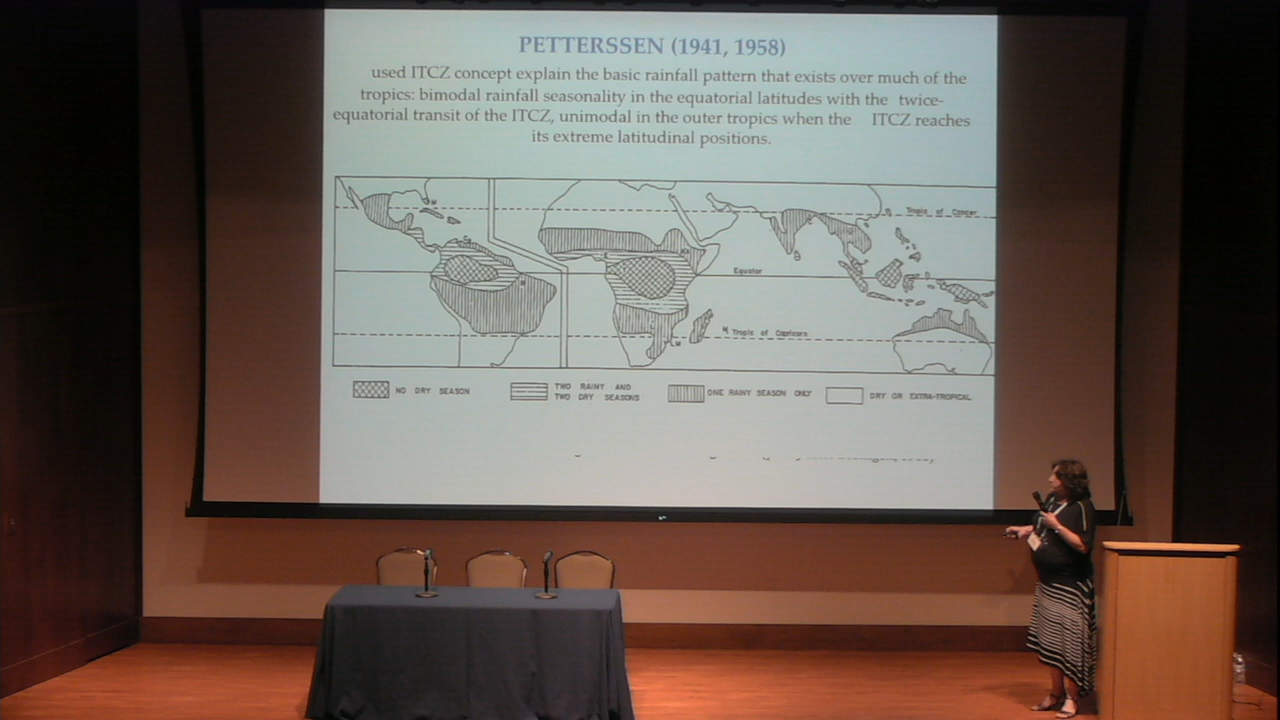 PETTERSSEN (1941, 1958)
used ITCZ concept explain the basic rainfall pattern that exists over much of the
tropics: bimodal rainfall seasonality in the equatorial latitudes with the twice-
equatorial transit of the ITCZ, unimodal in the outer tropics when the ITCZ reaches
its extreme latitudinal positions.
Tropic of Cancer
Equator
Tropic of Capricorn
NO DRY SEASON
TWO RAINY AND
TWO DRY SEASONS
ONE RAINY SEASON ONLY
DRY OR EXTRA-TROPICAL